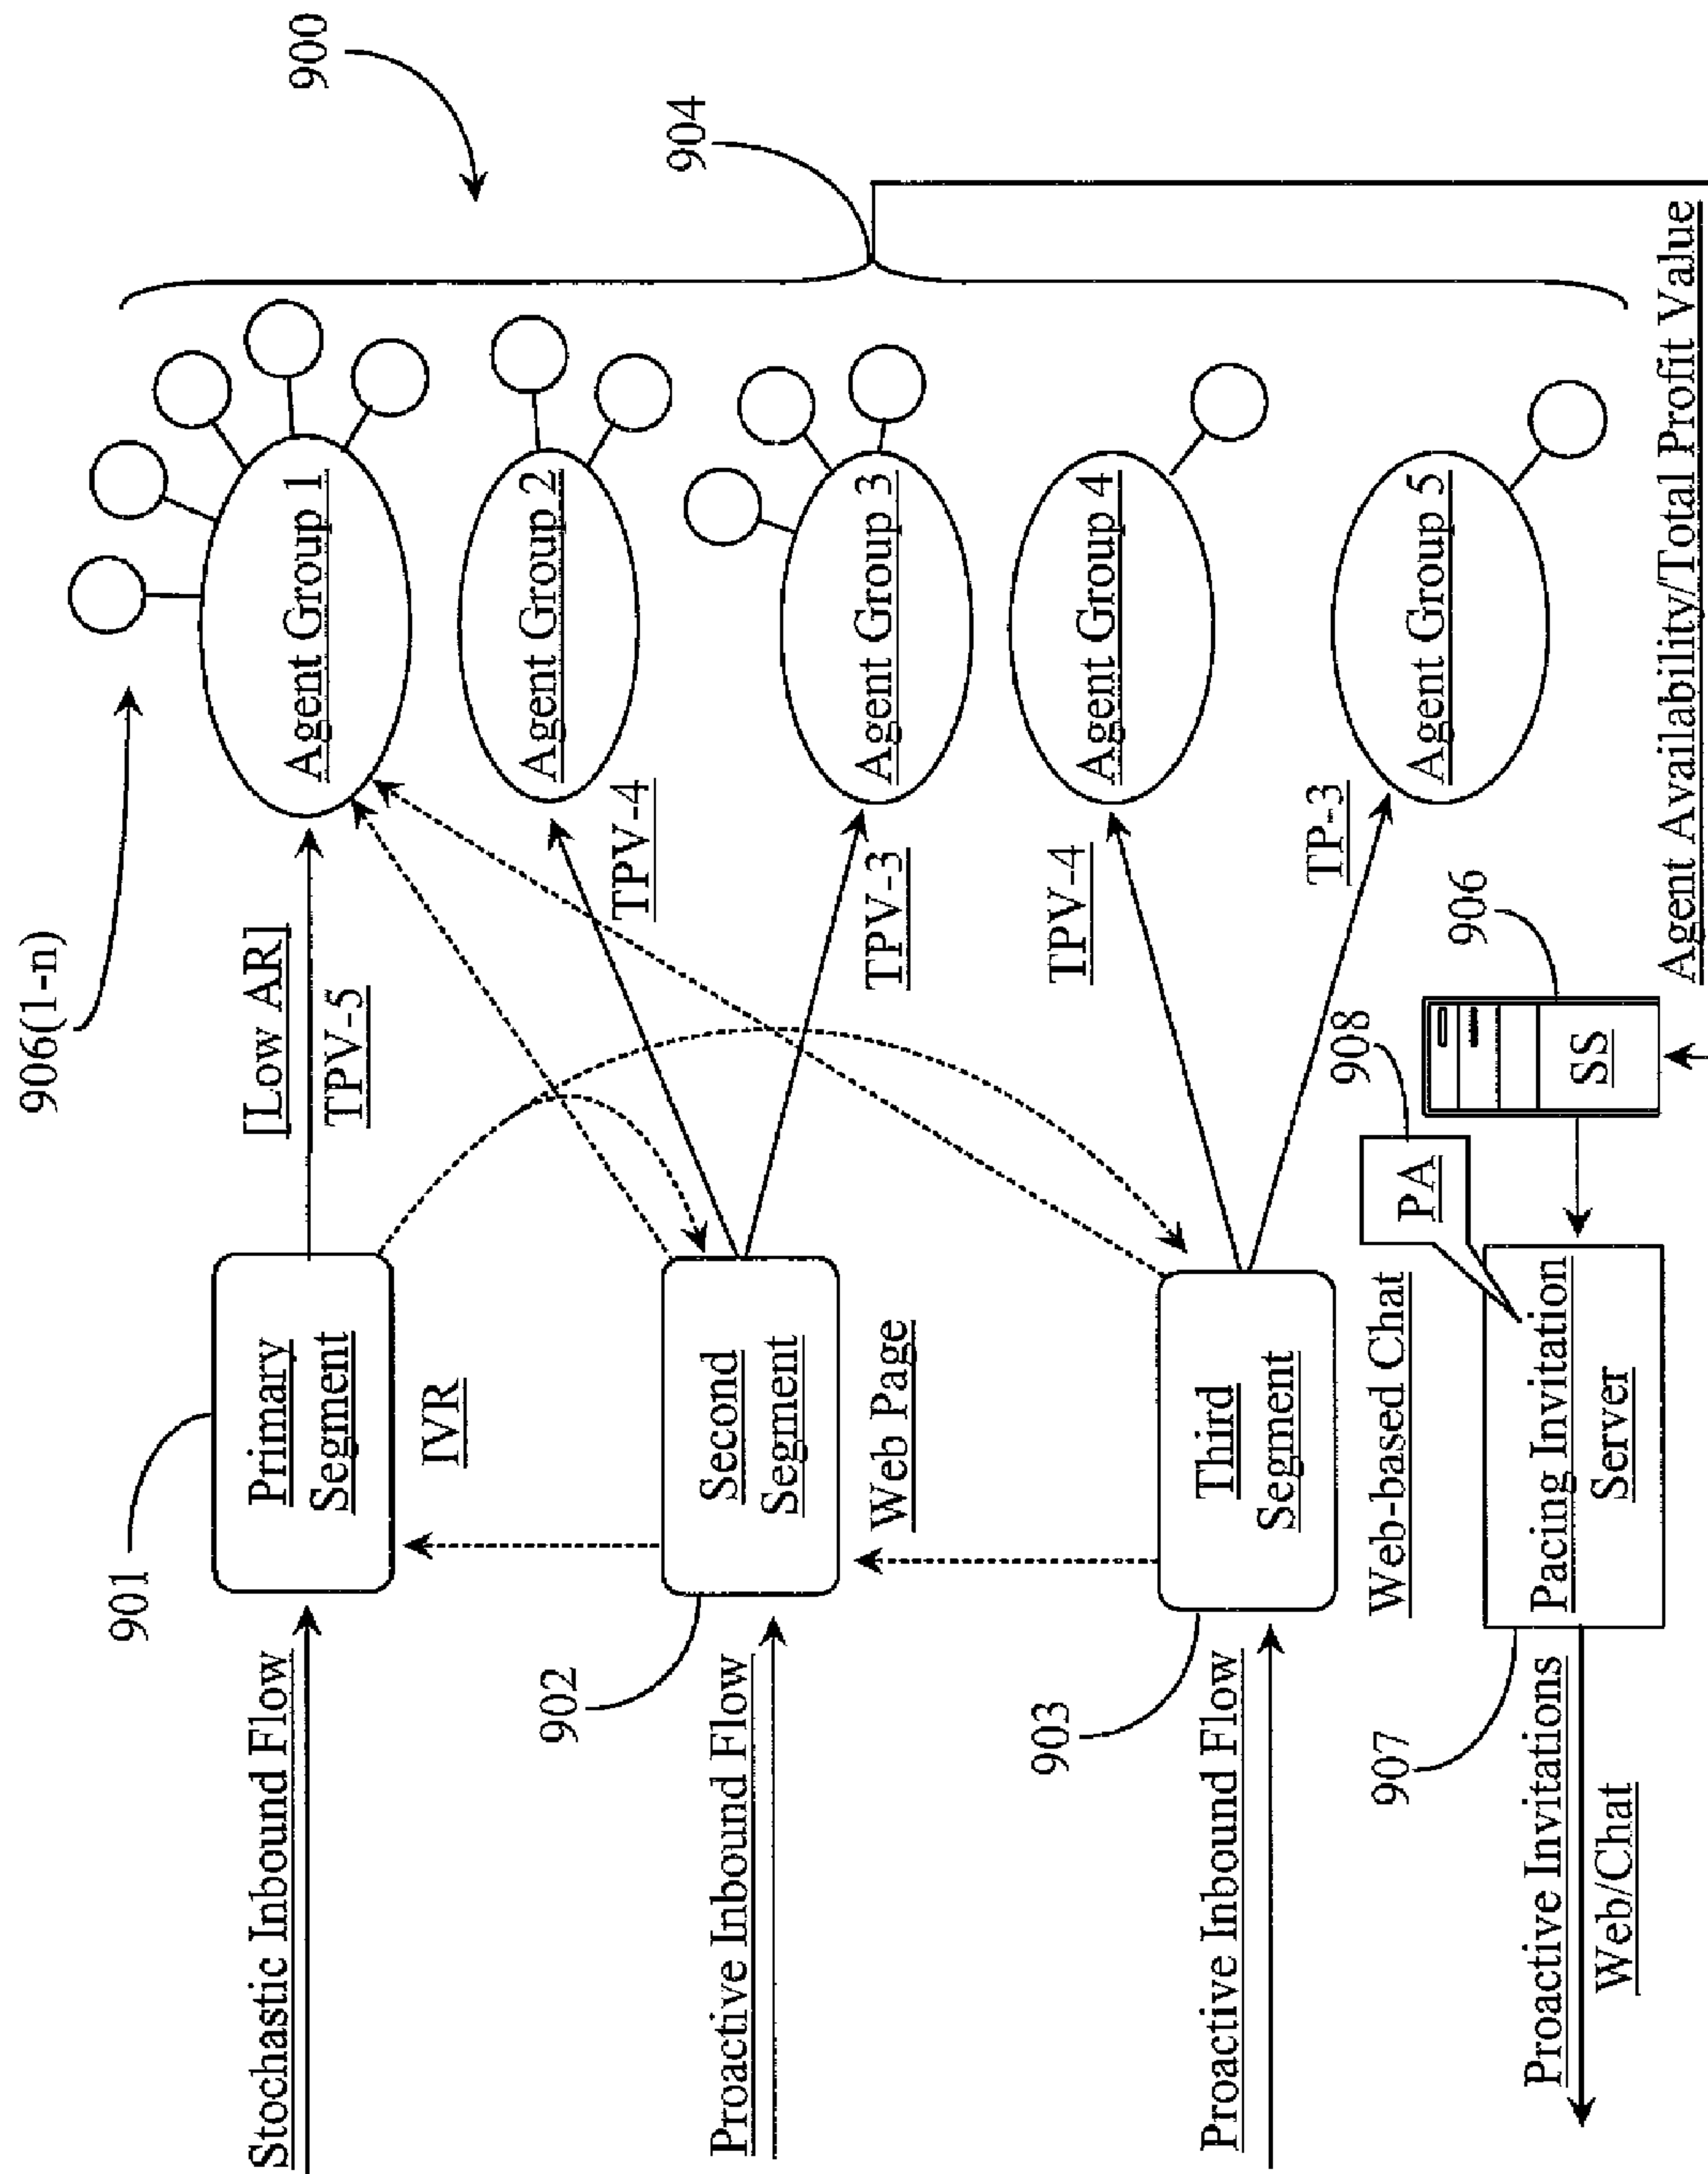 900
904
906(1-n)
Stochastic Inbound Flow
901
Primary
Segment
IVR
[Low AR]
TPV-5
Agent Group 1
Proactive Inbound Flow
902
Second
Segment
Web Page
TPV-4
Agent Group 2
TPV-3
Agent Group 3
Proactive Inbound Flow
903
Third
Segment
Web-based Chat
TPV-4
Agent Group 4
TP-3
Agent Group 5
Proactive Invitations
Web/Chat
907
Pacing Invitation
Server
PA
908
SS
906
Agent Availability/Total Profit Value